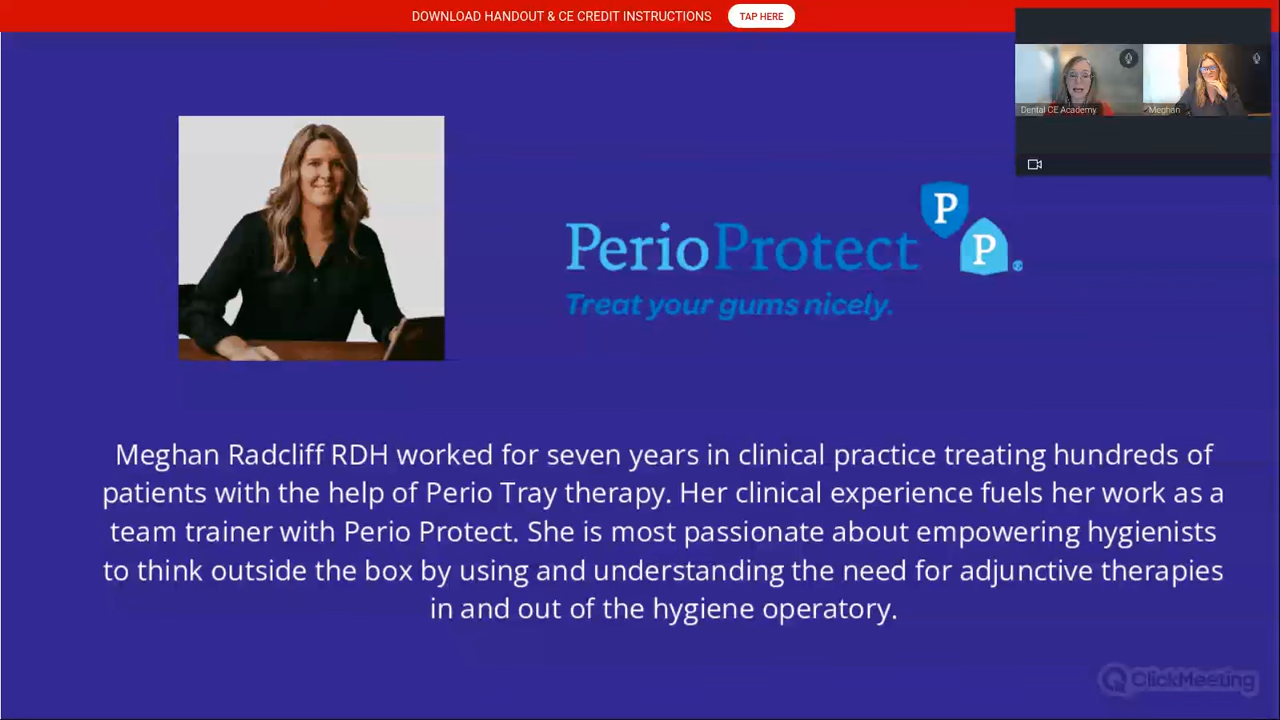 DOWNLOAD HANDOUT & CE CREDIT INSTRUCTIONS TAP HERE
Dental CE Academy
Meghan
P
P
PerioProtect
Treat your gums nicely.
Meghan Radcliff RDH worked for seven years in clinical practice treating hundreds of
patients with the help of Perio Tray therapy. Her clinical experience fuels her work as a
team trainer with Perio Protect. She is most passionate about empowering hygienists
to think outside the box by using and understanding the need for adjunctive therapies
in and out of the hygiene operatory.
ClickMeeting